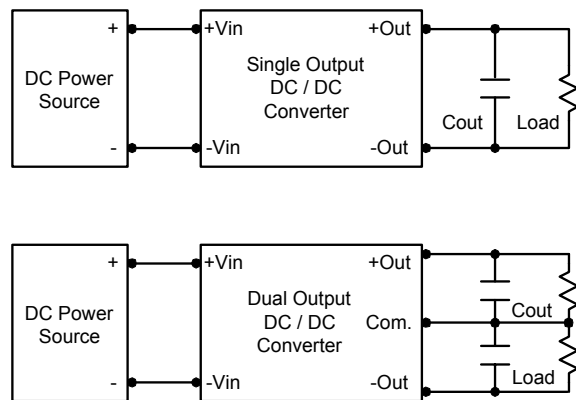 + +Vin +Out
DC Power
Source
Single Output
DC / DC
Converter
Cout Load
- -Vin -Out
+ +Vin +Out
DC Power
Source
Dual Output
DC / DC
Converter
Com.
Cout
Load
- -Vin -Out